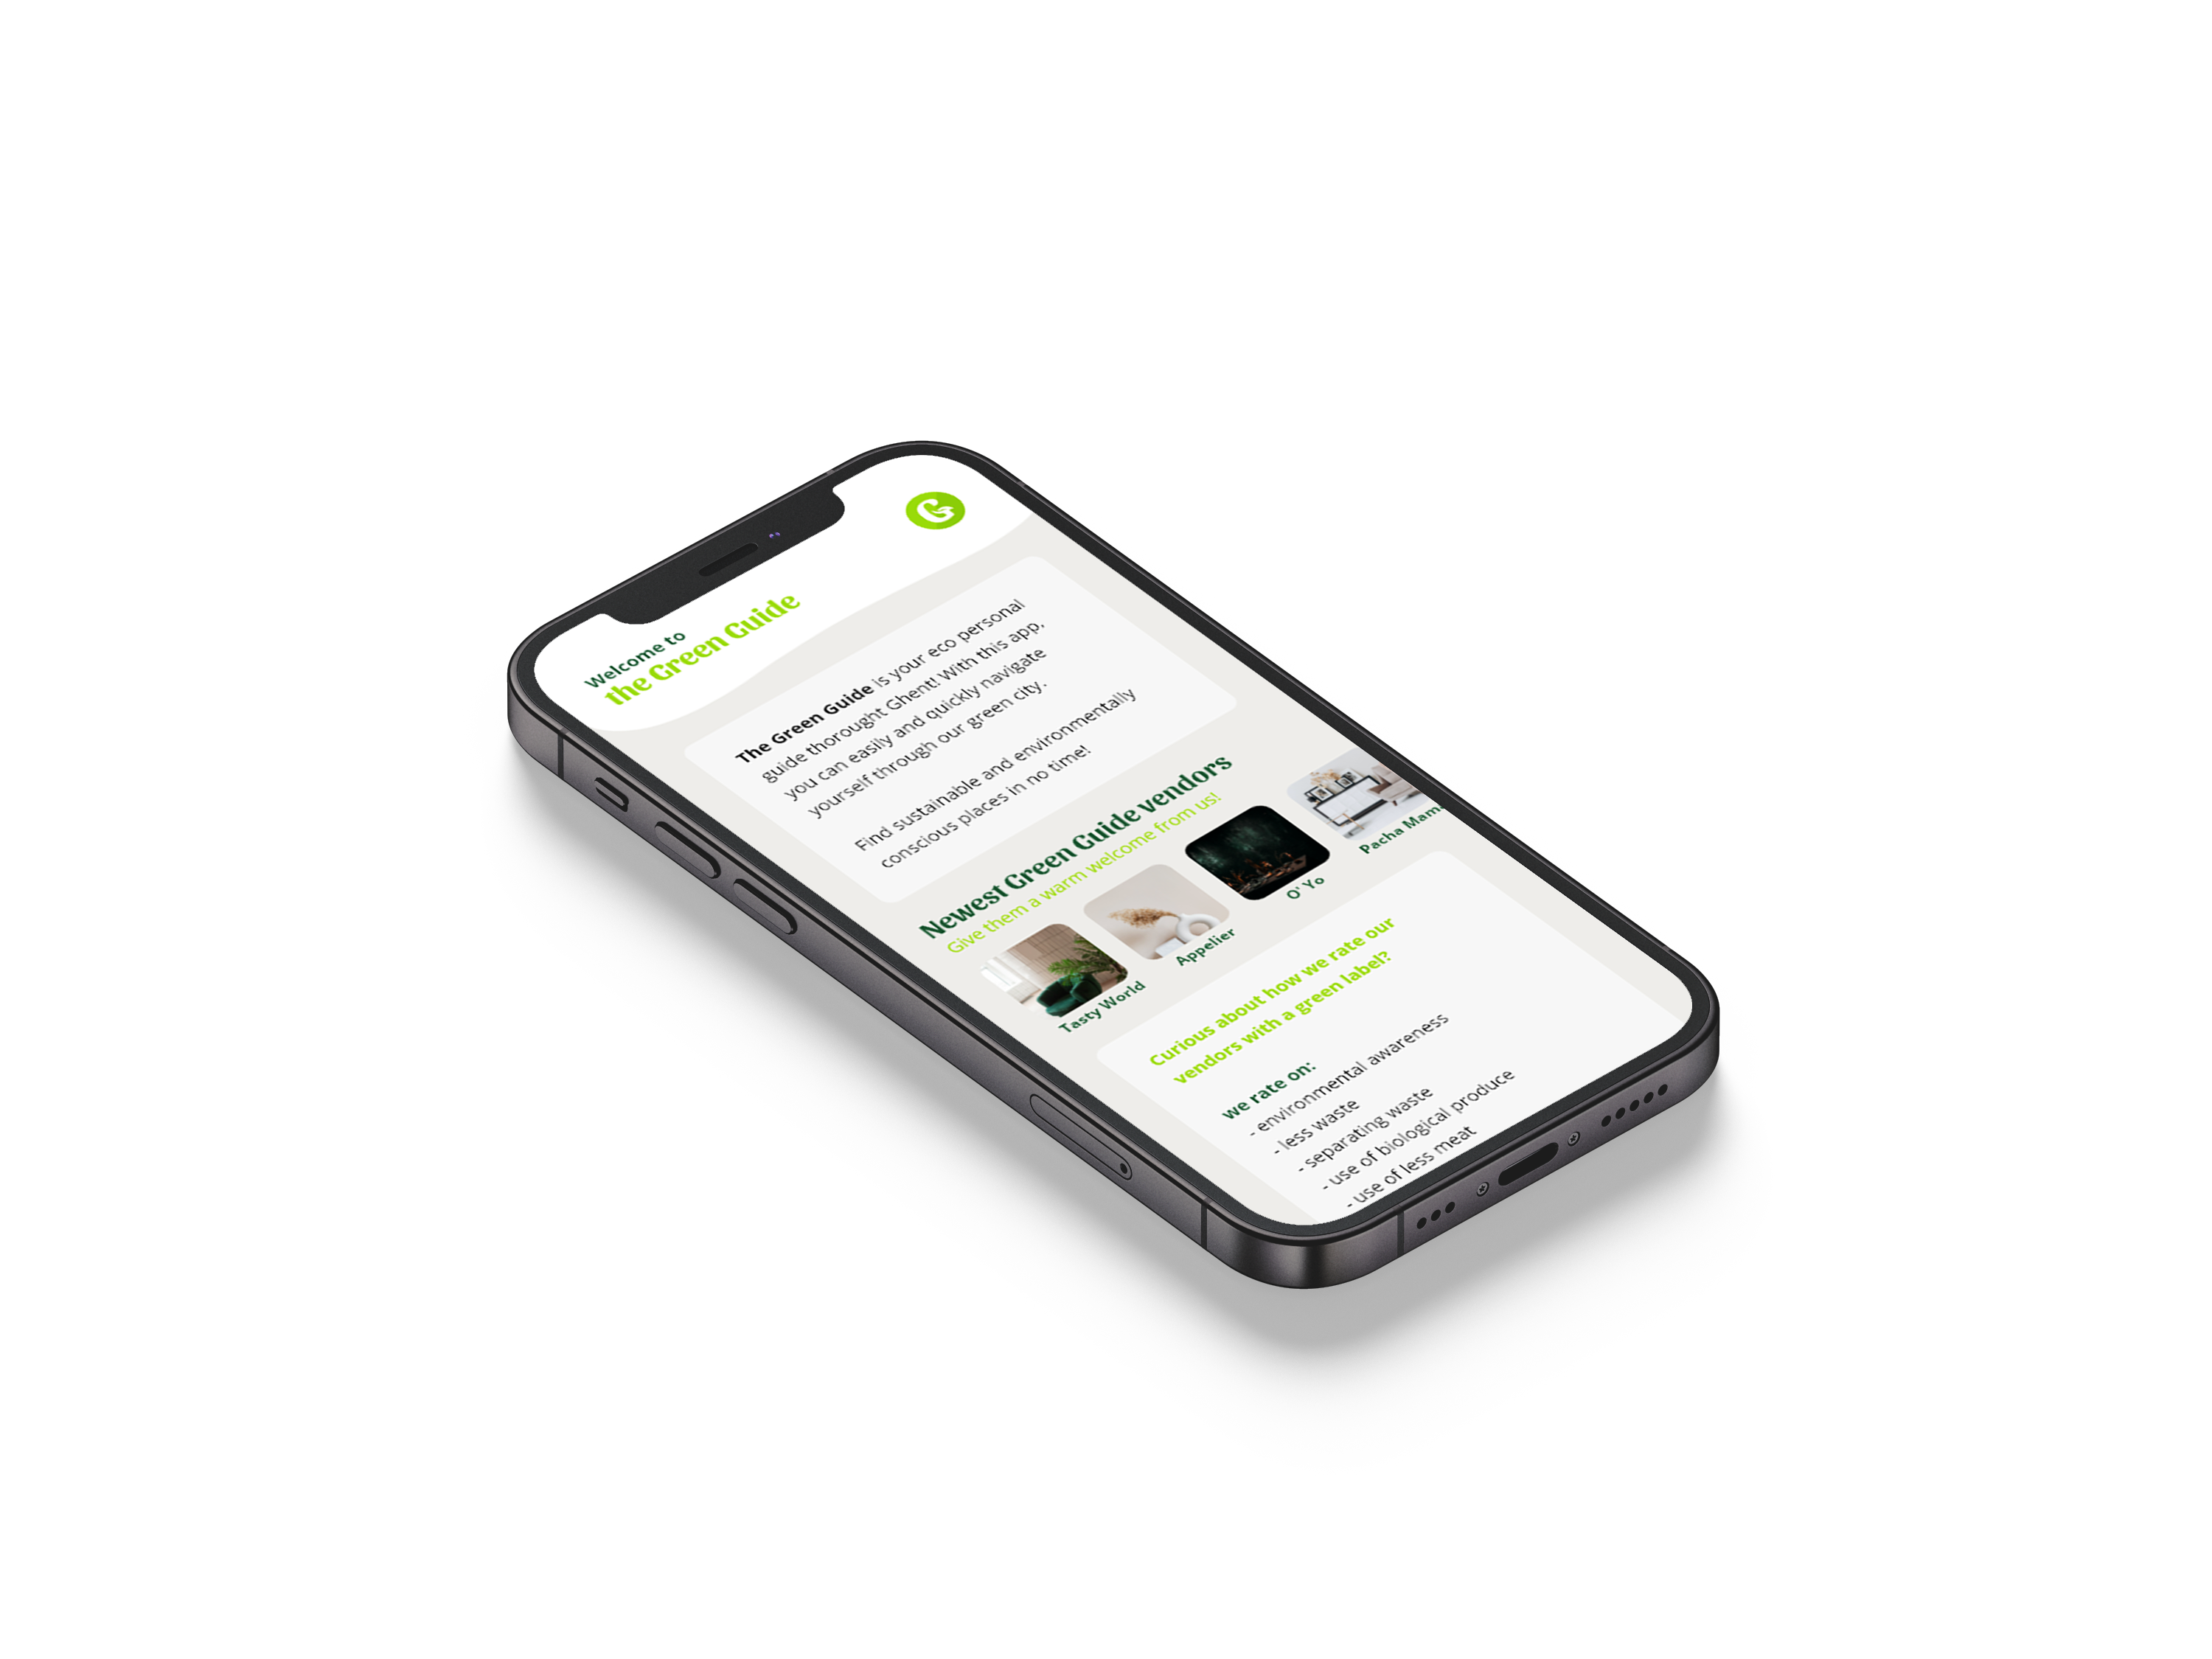 Welcome to
the Green Guide
G
The Green Guide is your eco personal
guide thorought Ghent! With this app,
you can easily and quickly navigate
yourself through our green city.
Find sustainable and environmentally
conscious places in no time!
Newest Green Guide vendors
Give them a warm welcome from us!
Tasty World
Appelier
O' Yo
Pacha Mam
Curious about how we rate our
vendors with a green label?
we rate on:
- environmental awareness
- less waste
- separating waste
- use of biological produce
- use of less meat